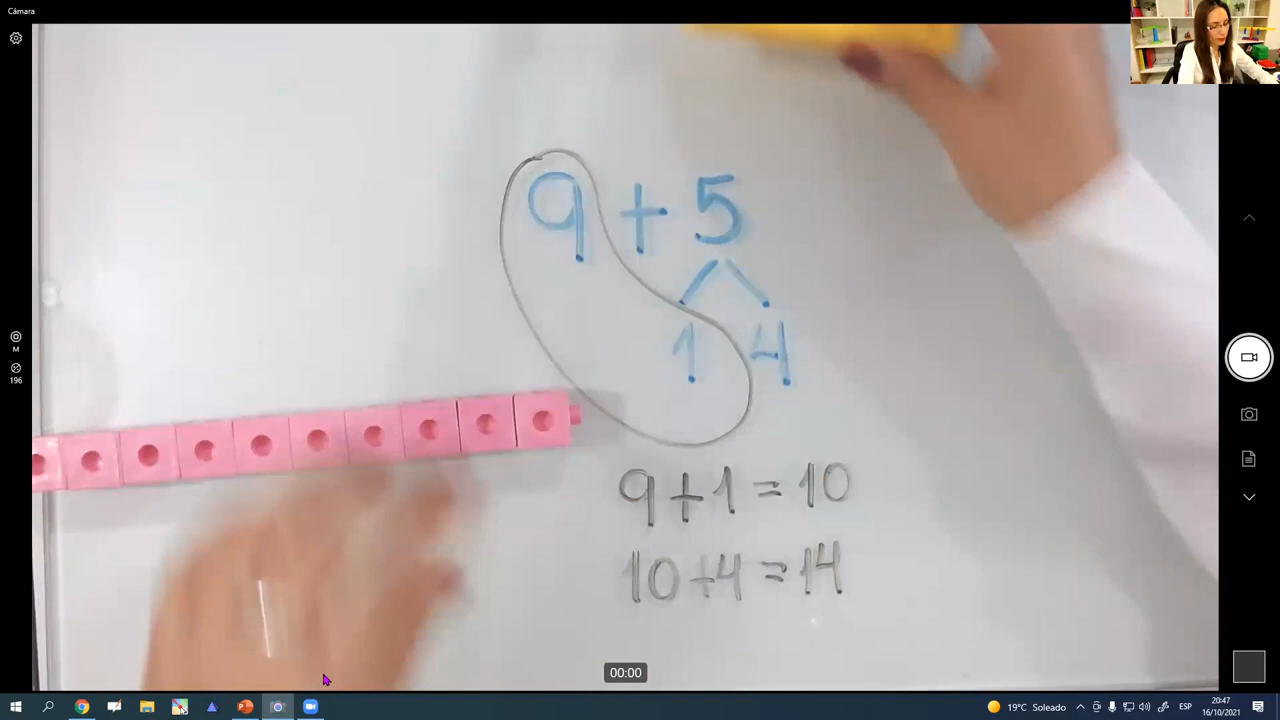 Cámara
9 + 5
1 4
9+1=10
10+4=14
M
196
00:00
19°C Soleado
ESP
20:47
16/10/2021